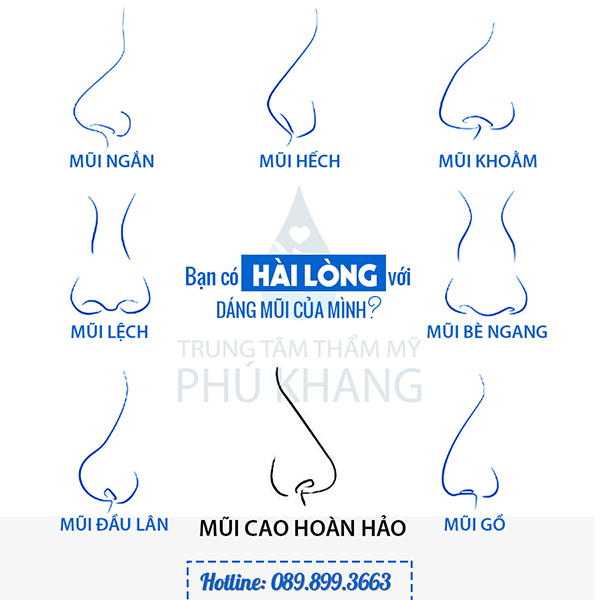 MŨI NGẮN
MŨI HẾCH
MŨI KHOẰM
Bạn có HÀI LÒNG với
DÁNG MŨI CỦA MÌNH?
MŨI LỆCH
MŨI BÈ NGANG
TRUNG TÂM THẨM MỸ
PHÚ KHANG
MŨI ĐẦU LÂN
MŨI CAO HOÀN HẢO
MŨI GỒ
Hotline: 089.899.3663